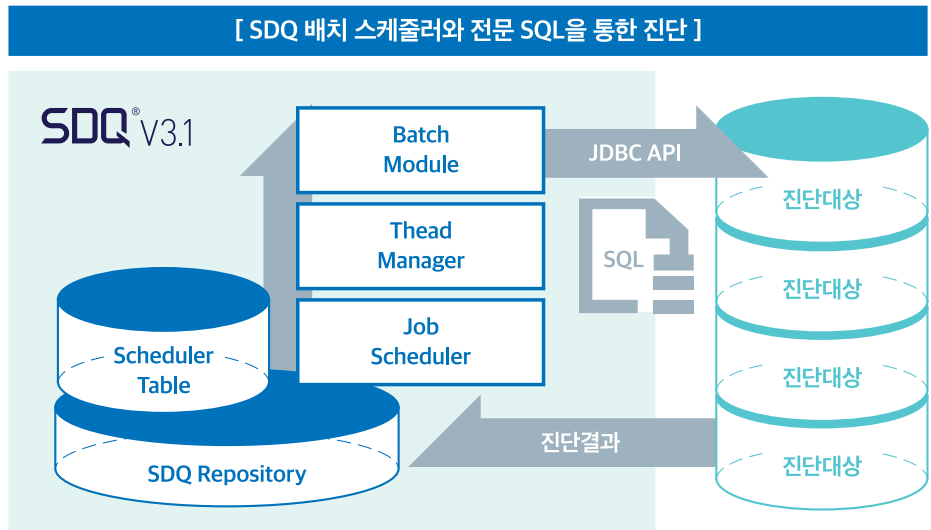 [ SDQ 배치 스케줄러와 전문 SQL을 통한 진단 ]
SDQ® V3.1
Batch
Module
JDBC API
진단대상
Thead
Manager
SQL
진단대상
Job
Scheduler
진단대상
Scheduler
Table
진단결과
진단대상
SDQ Repository